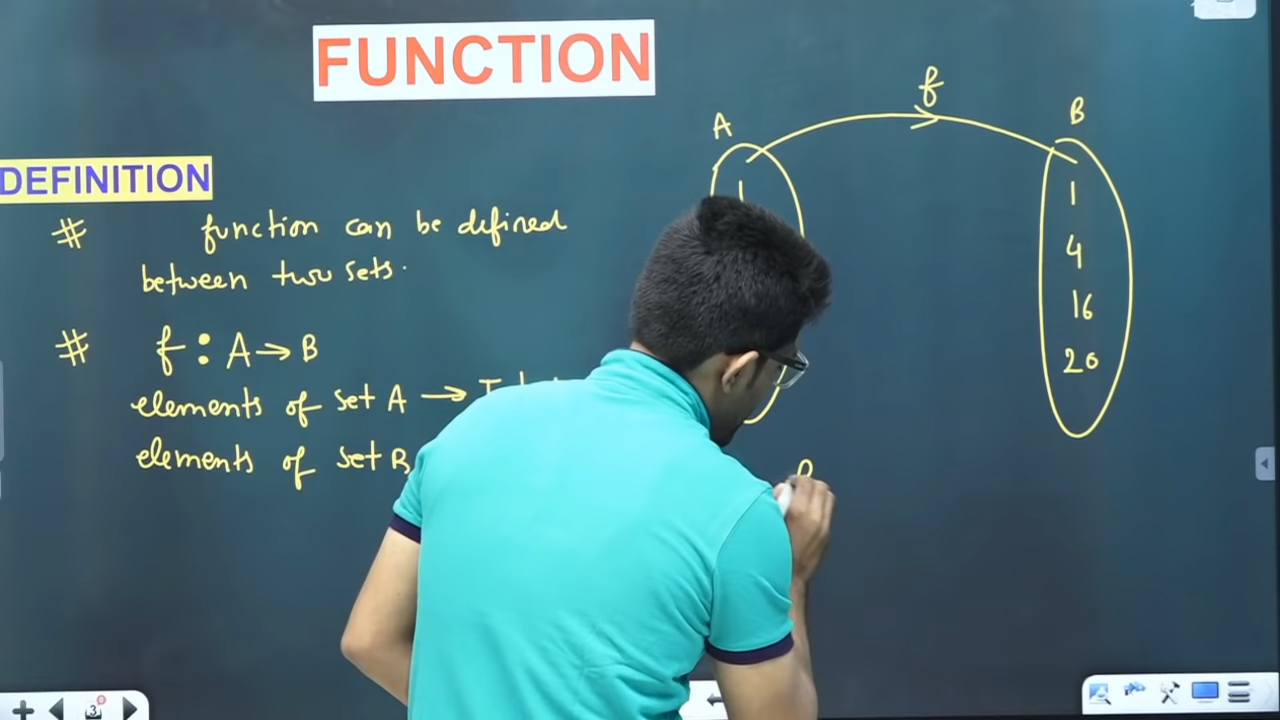 FUNCTION
DEFINITION
# function can be defined
between two sets.
# f : A → B
elements of set A →
elements of set B
A
f
B
1
1
4
16
20
3